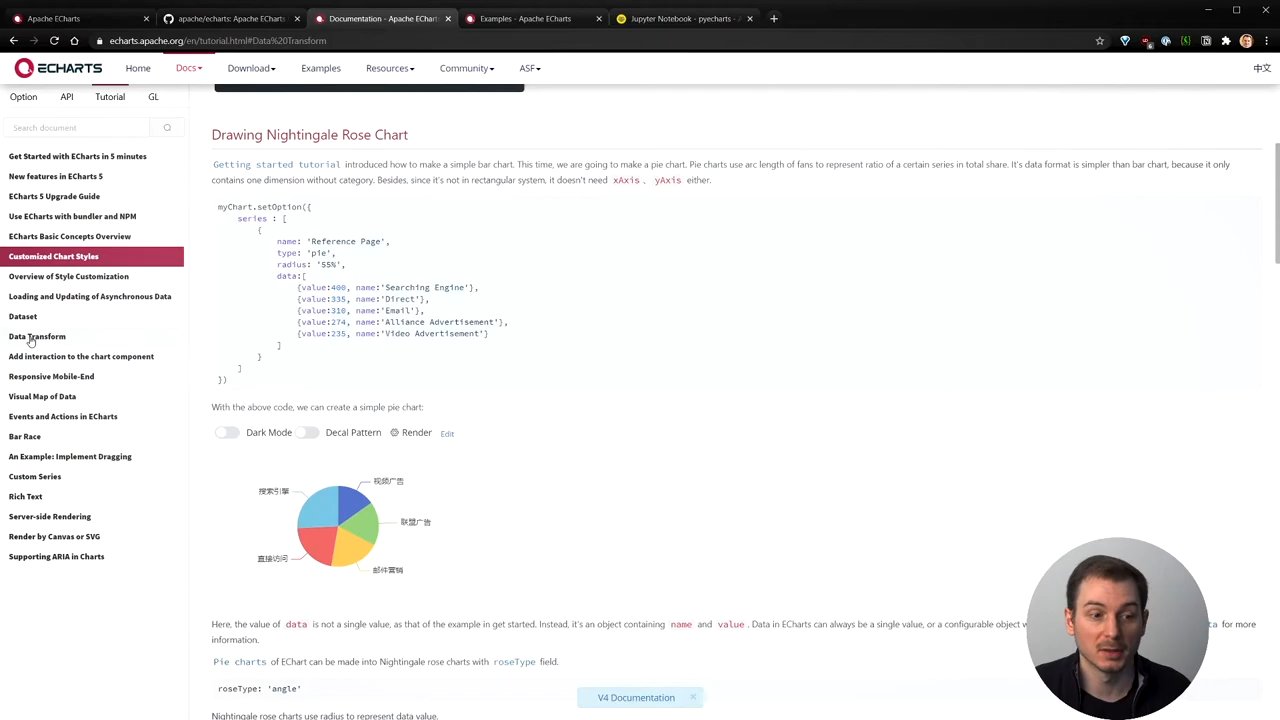 Apache ECharts
apache/echarts: Apache ECharts
Documentation - Apache EChart
Examples - Apache ECharts
Jupyter Notebook - pyecharts - A
echarts.apache.org/en/tutorial.html#Data%20Transform
ECHARTS
Home
Docs
Download
Examples
Resources
Community
ASF
中文
Option
API
Tutorial
GL
Search document
Get Started with ECharts in 5 minutes
New features in ECharts 5
ECharts 5 Upgrade Guide
Use ECharts with bundler and NPM
ECharts Basic Concepts Overview
Customized Chart Styles
Overview of Style Customization
Loading and Updating of Asynchronous Data
Dataset
Data Transform
Add interaction to the chart component
Responsive Mobile-End
Visual Map of Data
Events and Actions in ECharts
Bar Race
An Example: Implement Dragging
Custom Series
Rich Text
Server-side Rendering
Render by Canvas or SVG
Supporting ARIA in Charts
Drawing Nightingale Rose Chart
Getting started tutorial introduced how to make a simple bar chart. This time, we are going to make a pie chart. Pie charts use arc length of fans to represent ratio of a certain series in total share. It's data format is simpler than bar chart, because it only
contains one dimension without category. Besides, since it's not in rectangular system, it doesn't need xAxis 、 yAxis either.
myChart.setOption({
series : [
{
name: 'Reference Page',
type: 'pie',
radius: '55%',
data:[
{value:400, name:'Searching Engine'},
{value:335, name:'Direct'},
{value:310, name:'Email'},
{value:274, name:'Alliance Advertisement'},
{value:235, name:'Video Advertisement'}
]
}
]
})
With the above code, we can create a simple pie chart:
Dark Mode
Decal Pattern
Render
Edit
视频广告
搜索引擎
联盟广告
直接访问
邮件营销
Here, the value of data is not a single value, as that of the example in get started. Instead, it's an object containing name and value . Data in ECharts can always be a single value, or a configurable object for more
information.
Pie charts of EChart can be made into Nightingale rose charts with roseType field.
roseType: 'angle'
V4 Documentation
Nightingale rose charts use radius to represent data value.